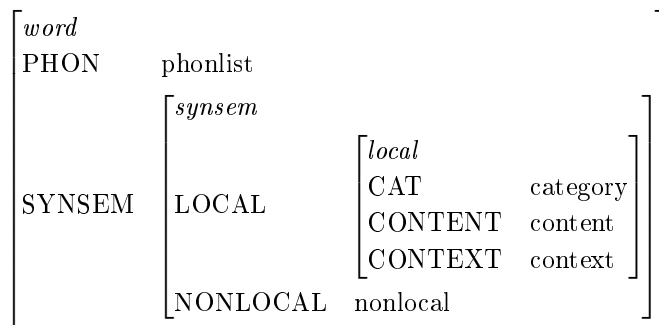 word
PHON phonlist
synsem
local
CAT category
SYNSEM LOCAL
CONTENT content
CONTEXT context
NONLOCAL nonlocal